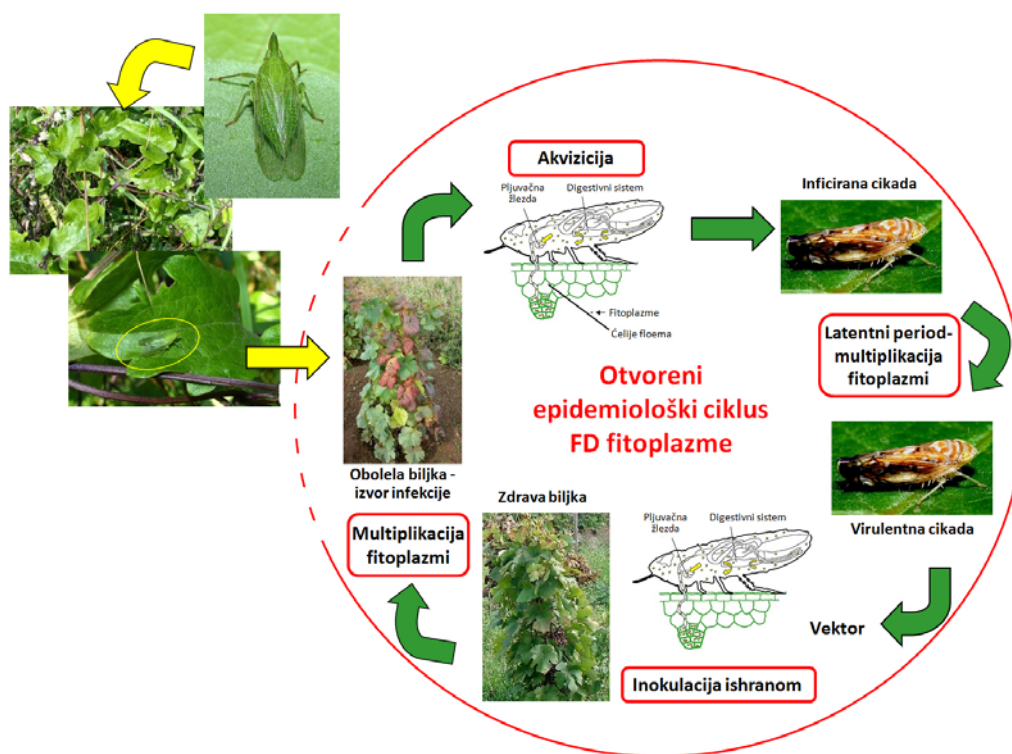 Akvizicija
Pljuvačna
žlezda
Digestivni sistem
Fitoplazme
Ćelije floema
Inficirana cikada
Latentni period-
multiplikacija
fitoplazmi
Otvoreni
epidemiološki ciklus
FD fitoplazme
Virulentna cikada
Vektor
Pljuvačna
žlezda
Digestivni sistem
Inokulacija ishranom
Zdrava biljka
Multiplikacija
fitoplazmi
Obolela biljka -
izvor infekcije